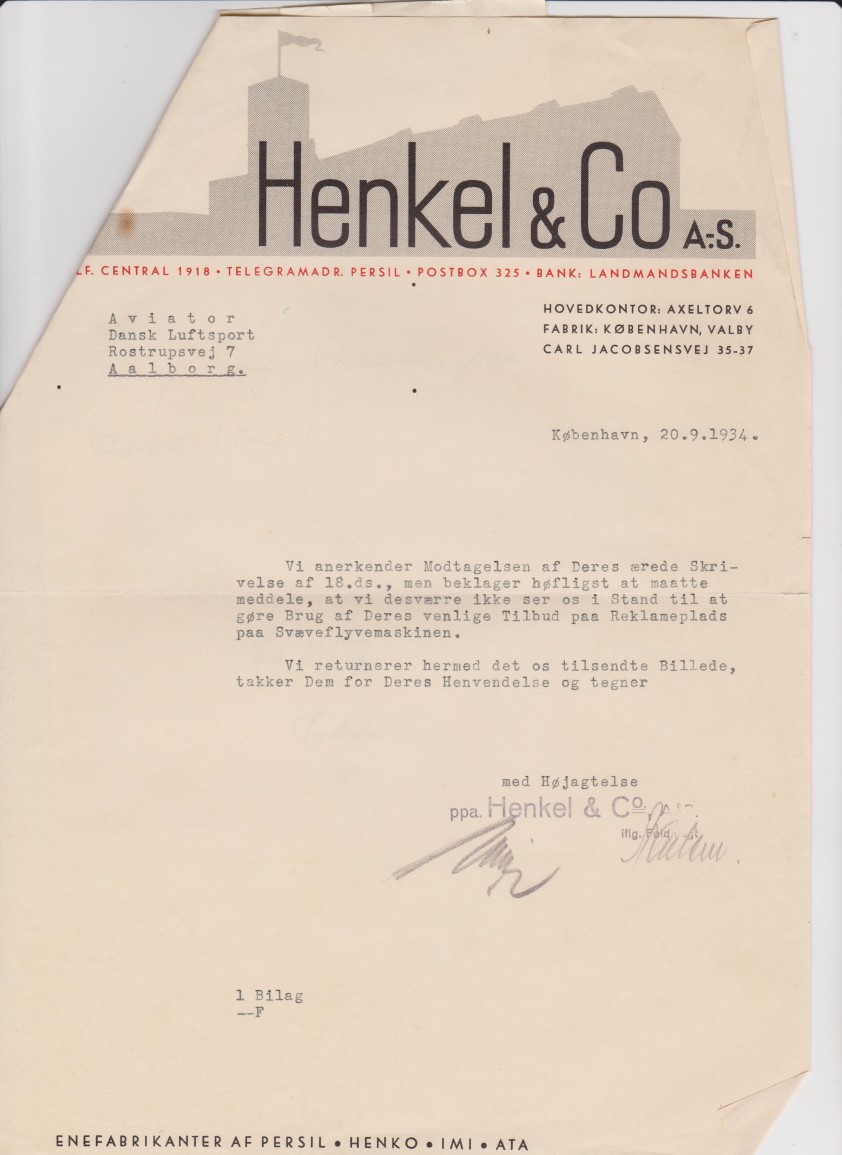 Henkel & Co A:-S.
LF. CENTRAL 1918 • TELEGRAMADR. PERSIL • POSTBOX 325 • BANK: LANDMANDSBANKEN
HOVEDKONTOR: AXELTORV 6
FABRIK: KØBENHAVN, VALBY
CARL JACOBSENSVEJ 35-37
A v i a t o r
Dansk Luftsport
Rostrupsvej 7
A a l b o r g.
København, 20.9.1934.
Vi anerkender Modtagelsen af Deres ærede Skri-
velse af 18.ds., men beklager høfligst at maatte
meddele, at vi desværre ikke ser os i Stand til at
gøre Brug af Deres venlige Tilbud paa Reklameplads
paa Svæveflyvemaskinen.
Vi returnerer hermed det os tilsendte Billede,
takker Dem for Deres Henvendelse og tegner
med Højagtelse
ppa. Henkel & Co.
iflg.
1 Bilag
--F
ENEFABRIKANTER AF PERSIL • HENKO • IMI • ATA